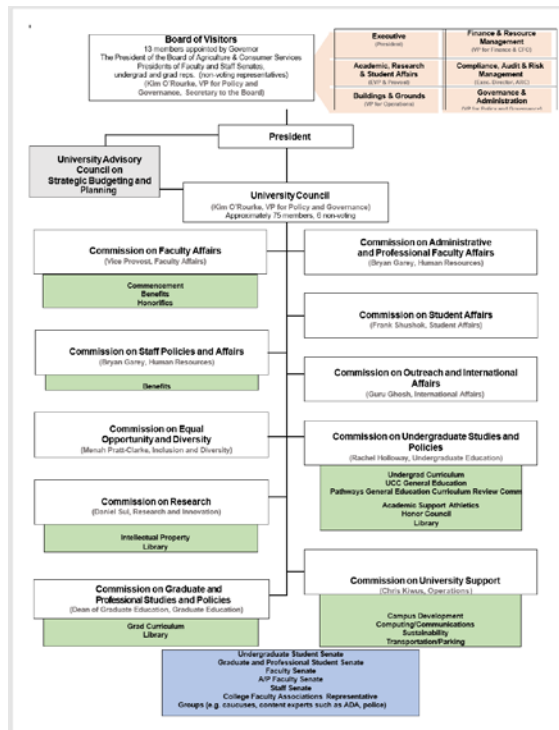 Board of Visitors
13 members appointed by Governor
The President of the Board of Agriculture & Consumer Services
Presidents of Faculty and Staff Senates,
undergrad and grad reps. (non-voting representatives)
(Kim O'Rourke, VP for Policy and
Governance, Secretary to the Board)
Executive
(President)
Finance & Resource
Management
(VP for Finance & CFO)
Academic, Research
& Student Affairs
(EVP & Provost)
Compliance, Audit & Risk
Management
(Exec. Director, ARC)
Buildings & Grounds
(VP for Operations)
Governance
& Administration
(VP for Policy and Governance)
President
University Advisory
Council on
Strategic Budgeting and
Planning
University Council
(Kim O'Rourke, VP for Policy and Governance)
Approximately 75 members, 6 non-voting
Commission on Faculty Affairs
(Vice Provost, Faculty Affairs)
Commencement
Benefits
Honorifics
Commission on Administrative
and Professional Faculty Affairs
(Bryan Garey, Human Resources)
Commission on Student Affairs
(Frank Shushok, Student Affairs)
Commission on Staff Policies and Affairs
(Bryan Garey, Human Resources)
Benefits
Commission on Outreach and International
Affairs
(Guru Ghosh, International Affairs)
Commission on Equal
Opportunity and Diversity
(Menah Pratt-Clarke, Inclusion and Diversity)
Commission on Undergraduate Studies and
Policies
(Rachel Holloway, Undergraduate Education)
Undergrad Curriculum
UCC General Education
Pathways General Education Curriculum Review Comm
Academic Support Athletics
Honor Council
Library
Commission on Research
(Daniel Sui, Research and Innovation)
Intellectual Property
Library
Commission on Graduate and
Professional Studies and Policies
(Dean of Graduate Education, Graduate Education)
Grad Curriculum
Library
Commission on University Support
(Chris Kiwus, Operations)
Campus Development
Computing/Communications
Sustainability
Transportation/Parking
Undergraduate Student Senate
Graduate and Professional Student Senate
Faculty Senate
A/P Faculty Senate
Staff Senate
College Faculty Associations Representative
Groups (e.g. caucuses, content experts such as ADA, police)